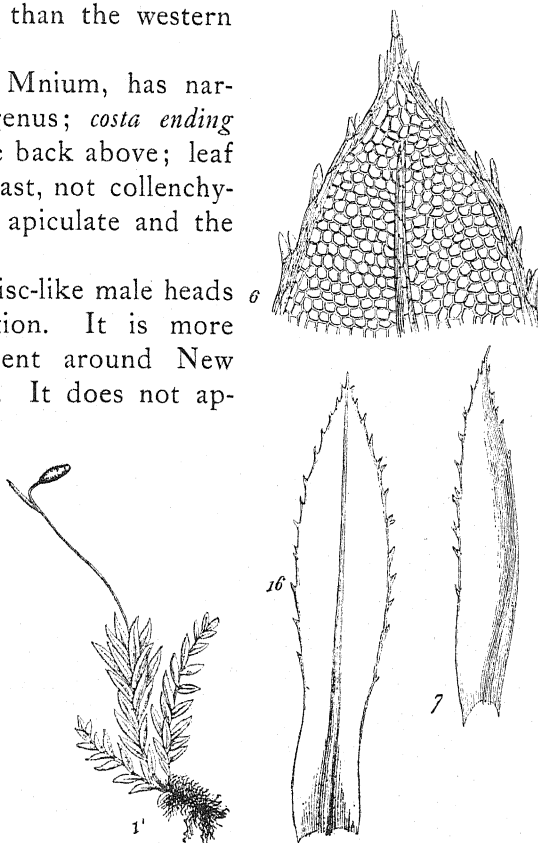 than the western
Mnium, has nar-
enus; costa ending
back above; leaf
ast, not collenchy-
apiculate and the
isc-like male heads
tion. It is more
ent around New
It does not ap-
6
16
7
1'